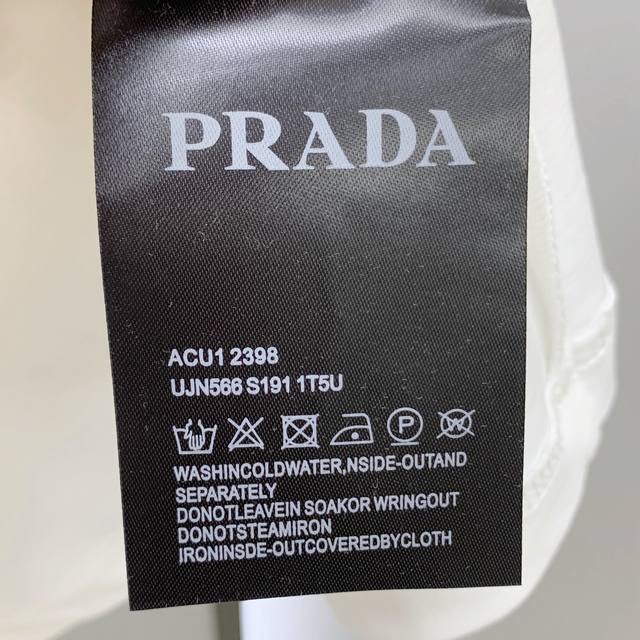 PRADA
ACU1 2398
UJN566 S191 1T5U
P W
WASHINCOLDWATER,NSIDE-OUTAND
SEPARATELY
DONOTLEAVEIN SOAKOR WRINGOUT
DONOTSTEAMIRON
IRONINSDE-OUTCOVEREDBYCLOTH